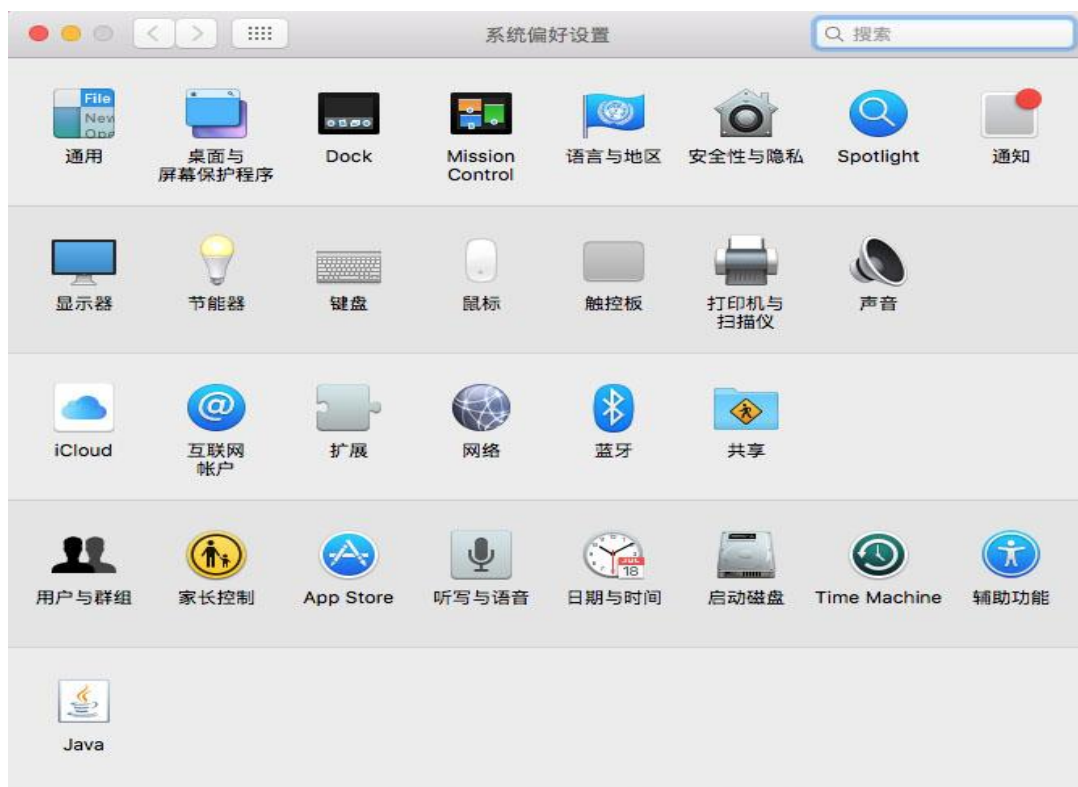 系统偏好设置
搜索
File
New
Ope
通用
桌面与
屏幕保护程序
Dock
Mission
Control
语言与地区
安全性与隐私
Spotlight
通知
显示器
节能器
键盘
鼠标
触控板
打印机与
扫描仪
声音
iCloud
互联网
帐户
扩展
网络
蓝牙
共享
用户与群组
家长控制
App Store
听写与语音
JUL
18
日期与时间
启动磁盘
Time Machine
辅助功能
Java